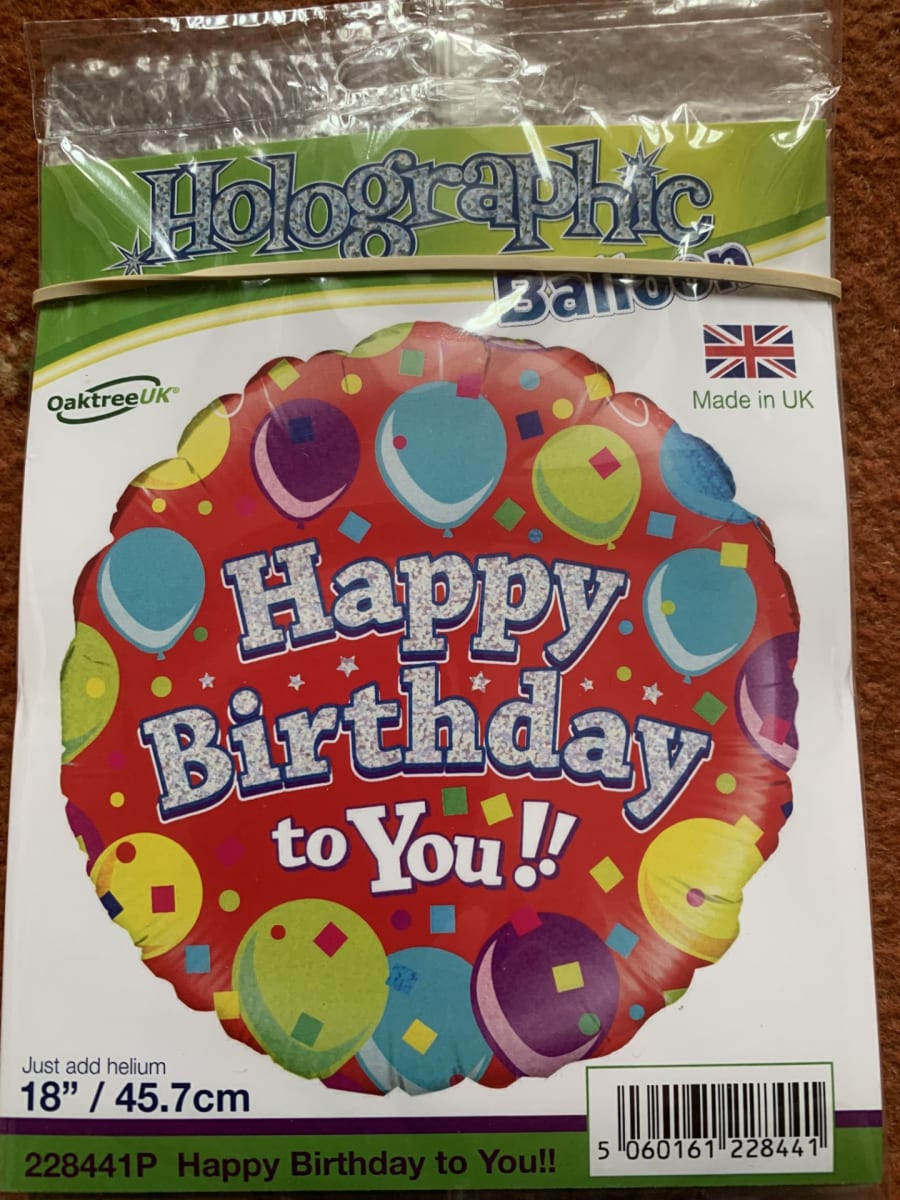 Holographic
Balloon
OaktreeUK®
Made in UK
Happy
Birthday
to You!!
Just add helium
18” / 45.7cm
228441P Happy Birthday to You!!
5 060161 228441